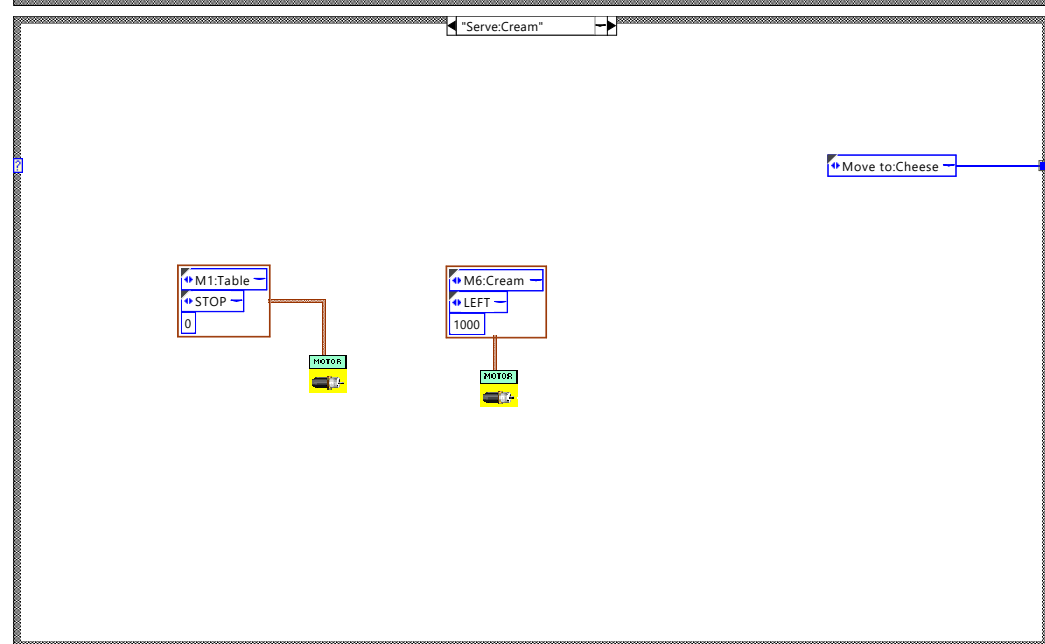 "Serve:Cream"
?
Move to:Cheese
M1:Table
STOP
0
MOTOR
M6:Cream
LEFT
1000
MOTOR